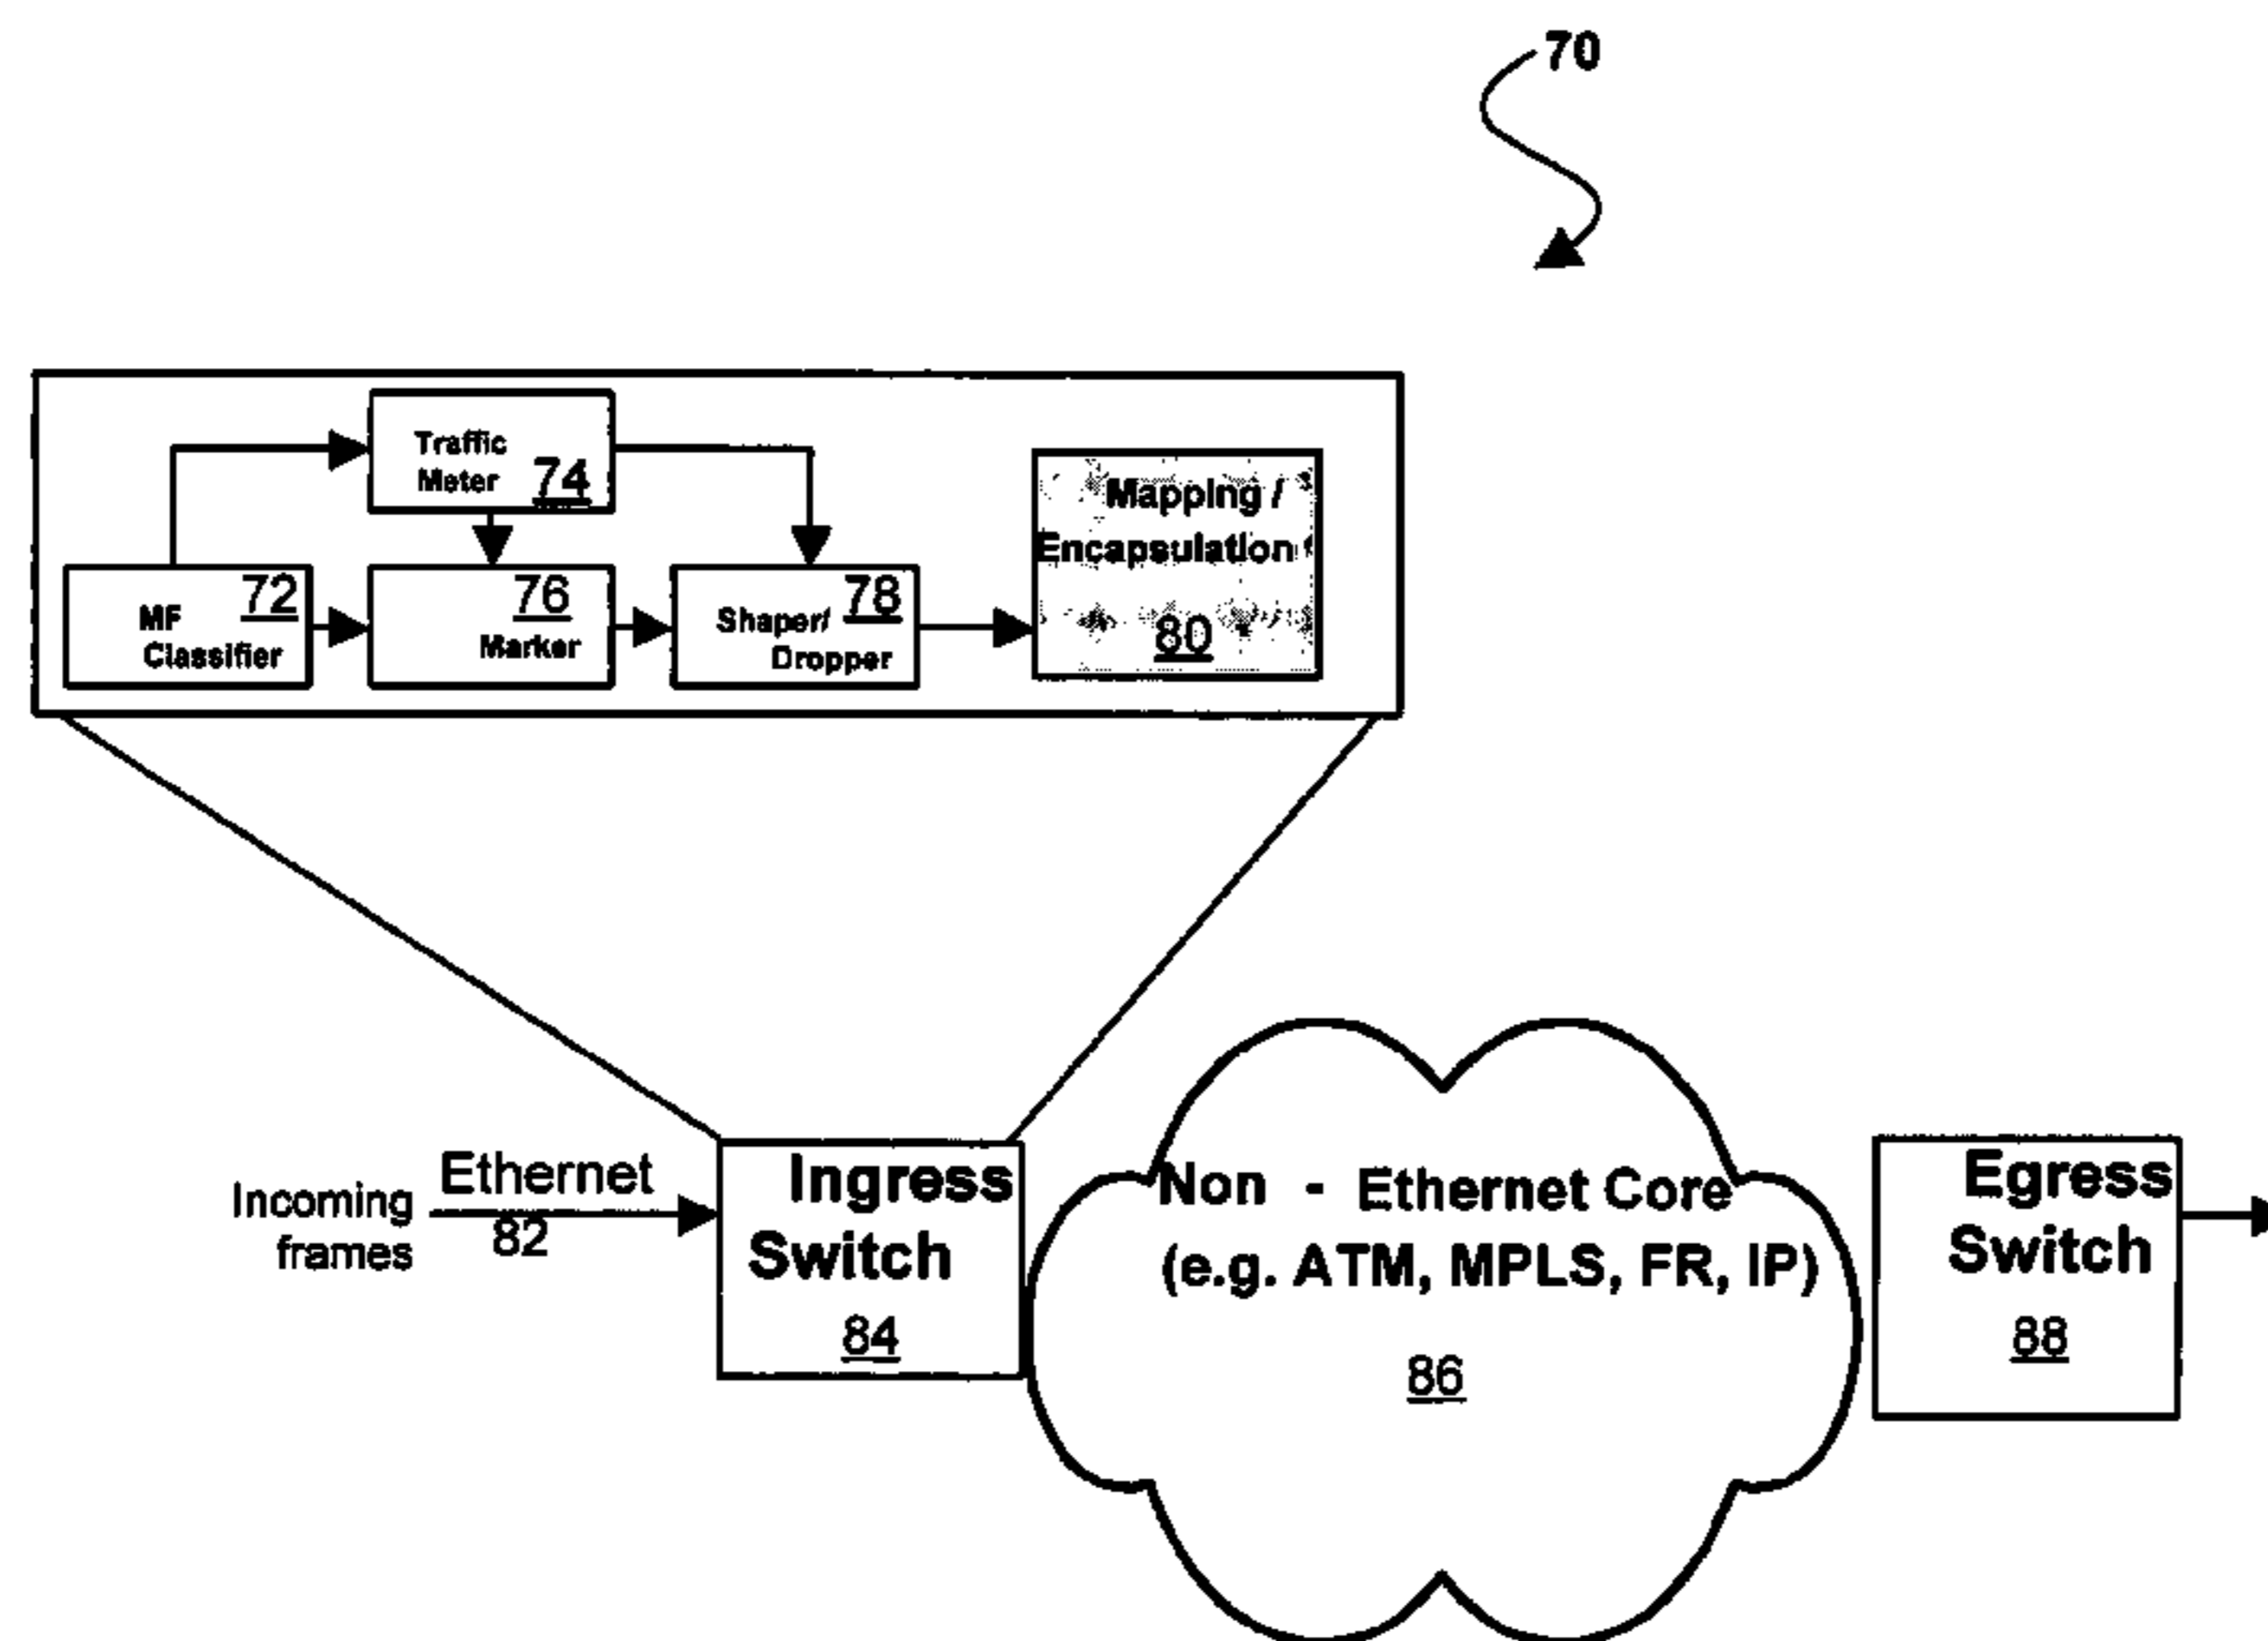 70
Traffic
Meter 74
Mapping /
Encapsulation
80
72
MF
Classifier
76
Marker
78
Shaper/
Dropper
Incoming
frames
Ethernet
82
Ingress
Switch
84
Non - Ethernet Core
(e.g. ATM, MPLS, FR, IP)
86
Egress
Switch
88